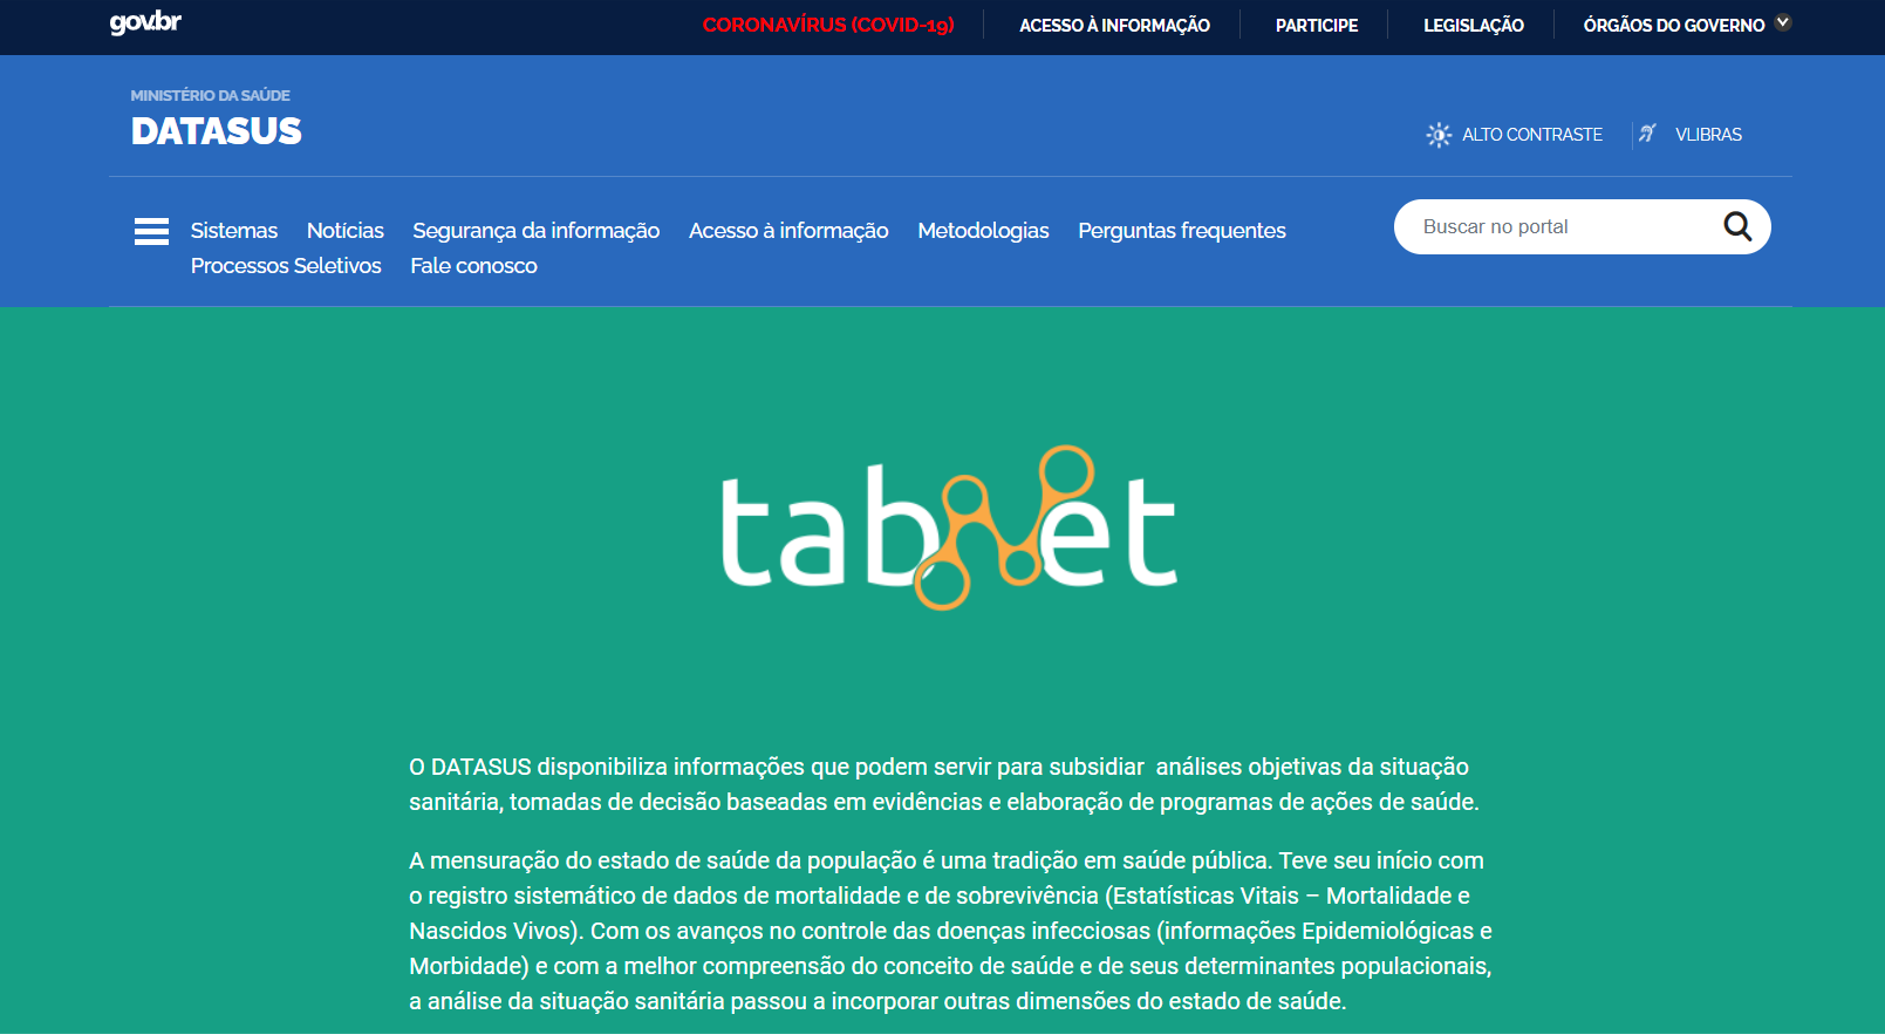 gov.br
CORONAVÍRUS (COVID-19)
ACESSO À INFORMAÇÃO
PARTICIPE
LEGISLAÇÃO
ÓRGÃOS DO GOVERNO
MINISTÉRIO DA SAÚDE
DATASUS
ALTO CONTRASTE
VLIBRAS
Sistemas Notícias Segurança da informação Acesso à informação Metodologias Perguntas frequentes
Processos Seletivos Fale conosco
Buscar no portal
tabNet
O DATASUS disponibiliza informações que podem servir para subsidiar análises objetivas da situação
sanitária, tomadas de decisão baseadas em evidências e elaboração de programas de ações de saúde.
A mensuração do estado de saúde da população é uma tradição em saúde pública. Teve seu início com
o registro sistemático de dados de mortalidade e de sobrevivência (Estatísticas Vitais – Mortalidade e
Nascidos Vivos). Com os avanços no controle das doenças infecciosas (informações Epidemiológicas e
Morbidade) e com a melhor compreensão do conceito de saúde e de seus determinantes populacionais,
a análise da situação sanitária passou a incorporar outras dimensões do estado de saúde.